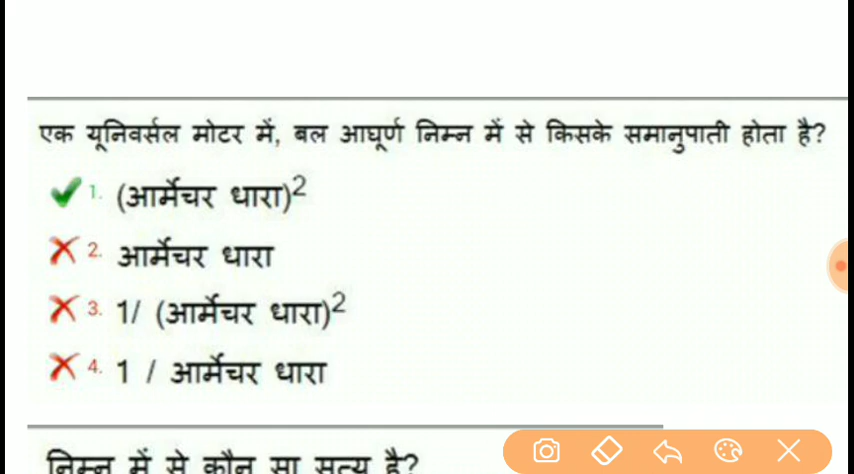 एक यूनिवर्सल मोटर में, बल आघूर्ण निम्न में से किसके समानुपाती होता है?
1. (आर्मेचर धारा)²
2. आर्मेचर धारा
3. 1/ (आर्मेचर धारा)²
4. 1 / आर्मेचर धारा
निम्न में से कौन सा सत्य है?